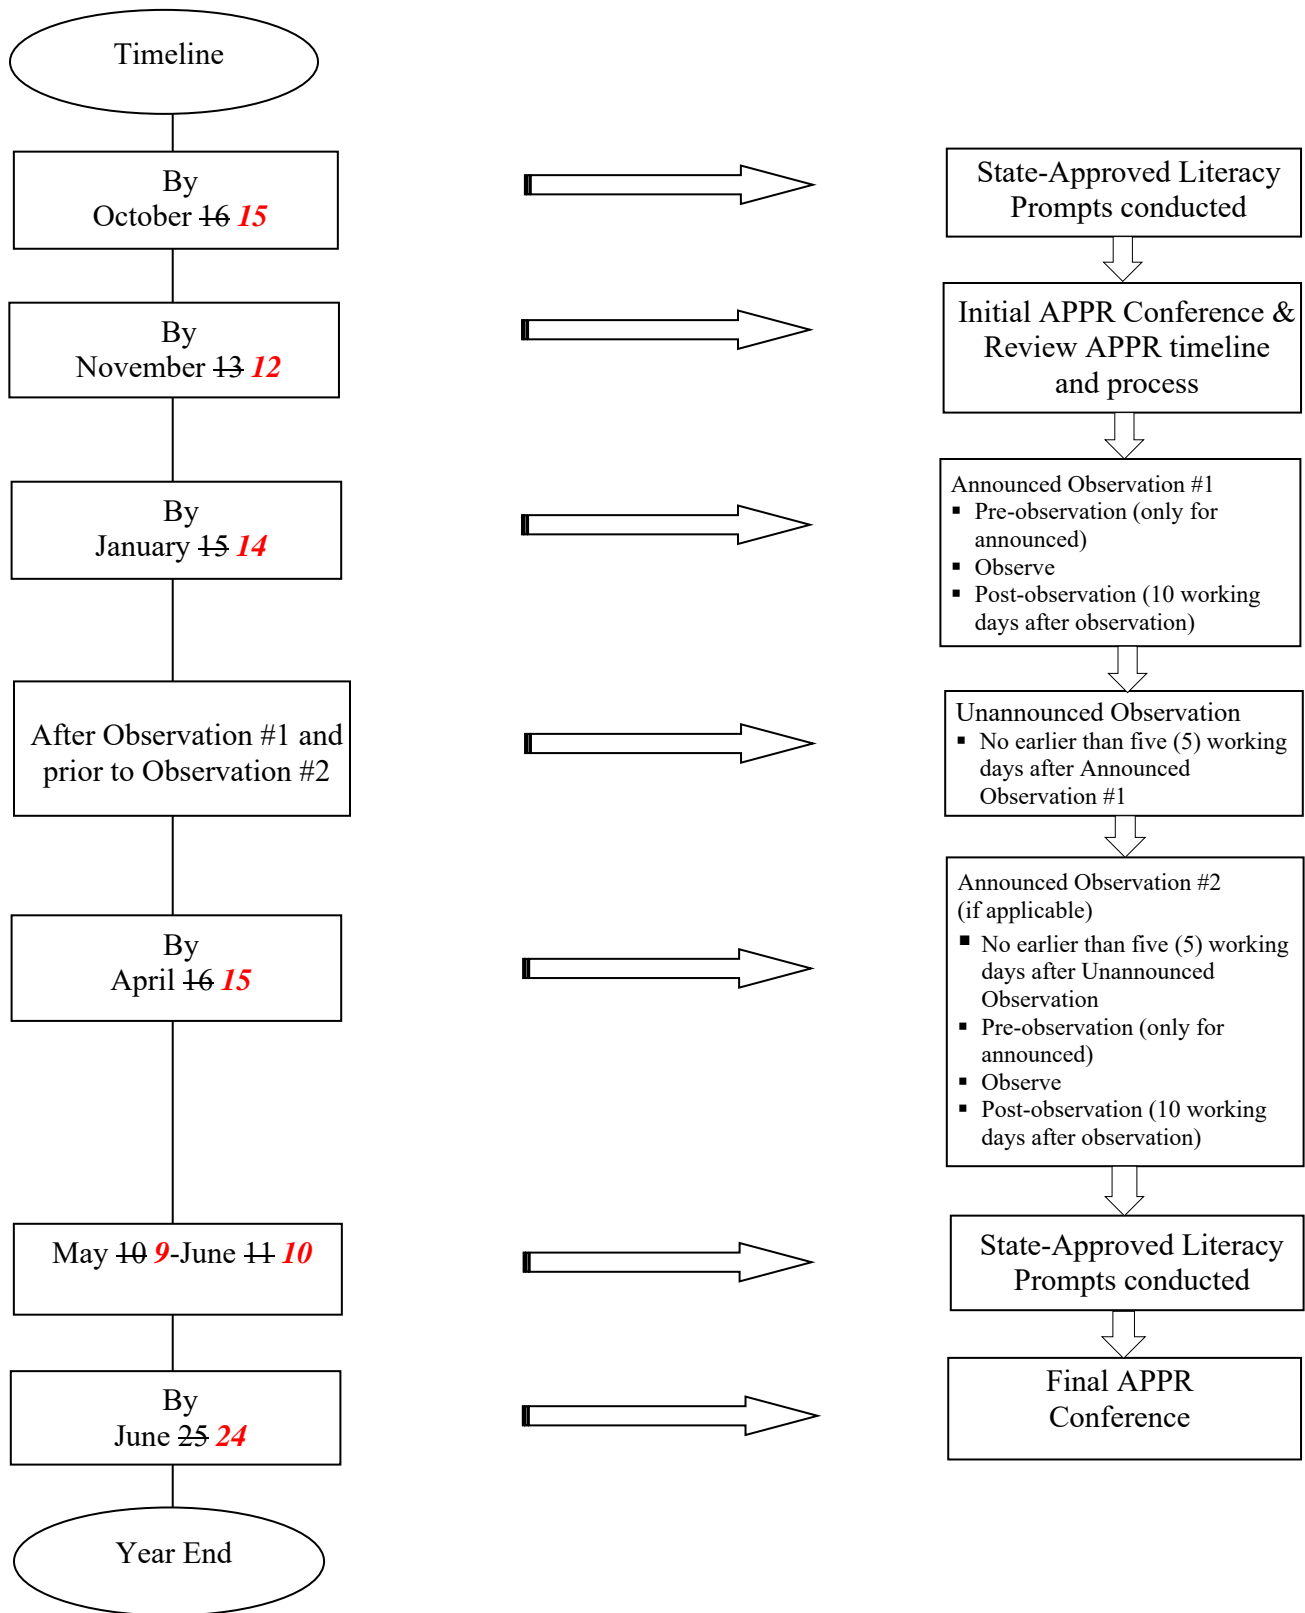 Timeline
By
October 16 15
State-Approved Literacy
Prompts conducted
By
November 13 12
Initial APPR Conference &
Review APPR timeline
and process
By
January 15 14
Announced Observation #1
▪ Pre-observation (only for
announced)
▪ Observe
▪ Post-observation (10 working
days after observation)
After Observation #1 and
prior to Observation #2
Unannounced Observation
▪ No earlier than five (5) working
days after Announced
Observation #1
By
April 16 15
Announced Observation #2
(if applicable)
▪ No earlier than five (5) working
days after Unannounced
Observation
▪ Pre-observation (only for
announced)
▪ Observe
▪ Post-observation (10 working
days after observation)
May 10 9-June 11 10
State-Approved Literacy
Prompts conducted
By
June 25 24
Final APPR
Conference
Year End